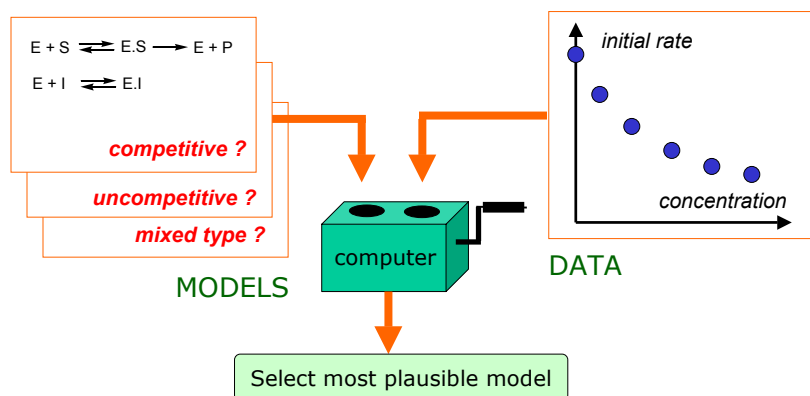 E + S ⇌ E.S ⟶ E + P
E + I ⇌ E.I
competitive ?
uncompetitive ?
mixed type ?
MODELS
initial rate
concentration
DATA
computer
Select most plausible model